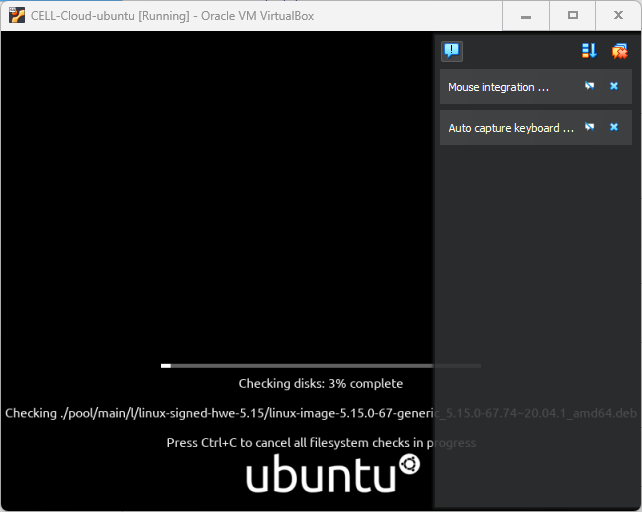 CELL-Cloud-ubuntu [Running] - Oracle VM VirtualBox
Mouse integration ...
Auto capture keyboard ...
Checking disks: 3% complete
Checking ./pool/main/l/linux-signed-hwe-5.15/linux-image-5.15.0-67-generic_5.15.0-67.74~20.04.1_amd64.deb
Press Ctrl+C to cancel all filesystem checks in progress
ubuntu